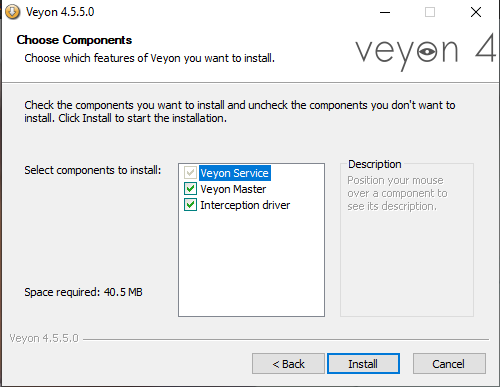 Veyon 4.5.5.0
Choose Components
Choose which features of Veyon you want to install.
veyon 4
Check the components you want to install and uncheck the components you don't want to
install. Click Install to start the installation.
Select components to install:
Veyon Service
Veyon Master
Interception driver
Description
Position your mouse
over a component to
see its description.
Space required: 40.5 MB
Veyon 4.5.5.0
< Back
Install
Cancel